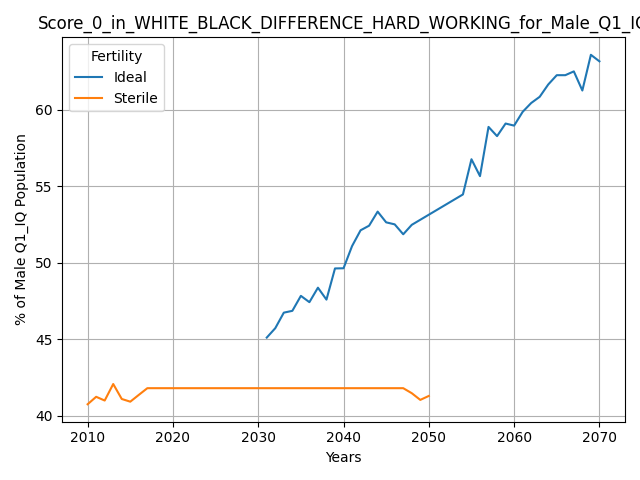 Score_0_in_WHITE_BLACK_DIFFERENCE_HARD_WORKING_for_Male_Q1_IQ
Fertility
Ideal
Sterile
% of Male Q1_IQ Population
60
55
50
45
40
2010 2020 2030 2040 2050 2060 2070
Years